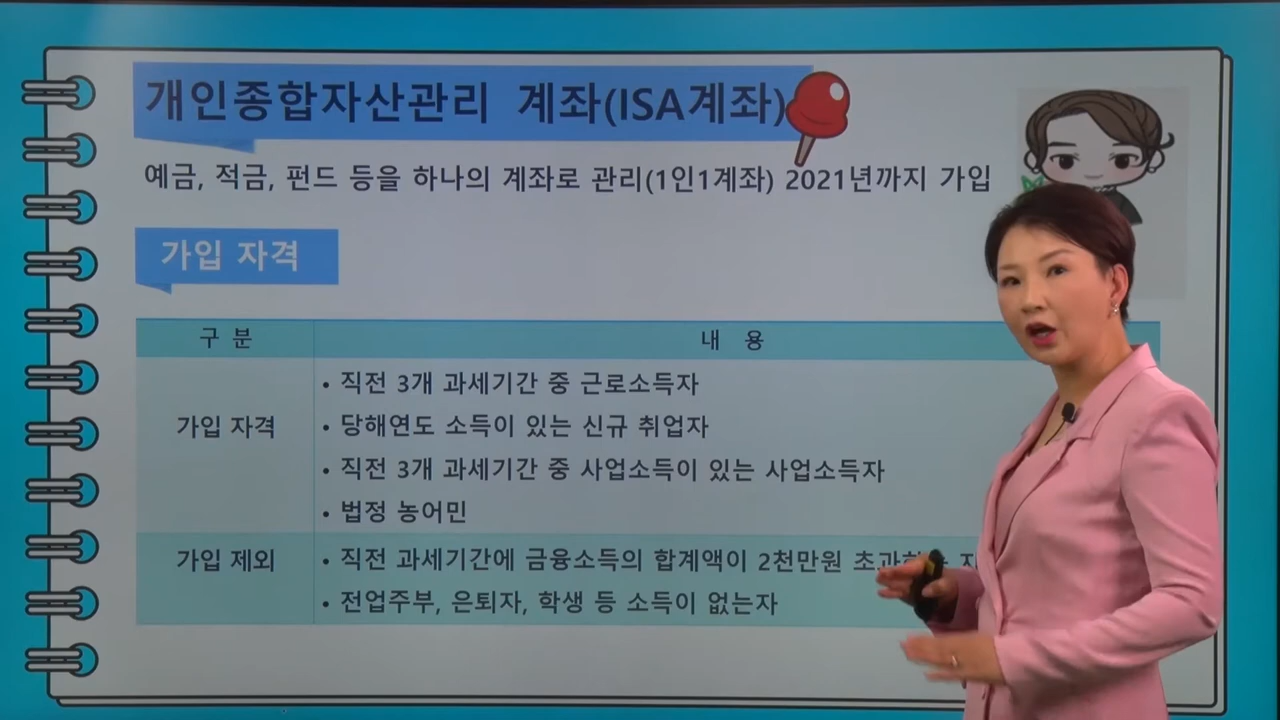 개인종합자산관리 계좌(ISA계좌)
예금, 적금, 펀드 등을 하나의 계좌로 관리(1인1계좌) 2021년까지 가입
가입 자격
구 분 내 용
가입 자격
• 직전 3개 과세기간 중 근로소득자
• 당해연도 소득이 있는 신규 취업자
• 직전 3개 과세기간 중 사업소득이 있는 사업소득자
• 법정 농어민
가입 제외
• 직전 과세기간에 금융소득의 합계액이 2천만원
• 전업주부, 은퇴자, 학생 등 소득이 없는자